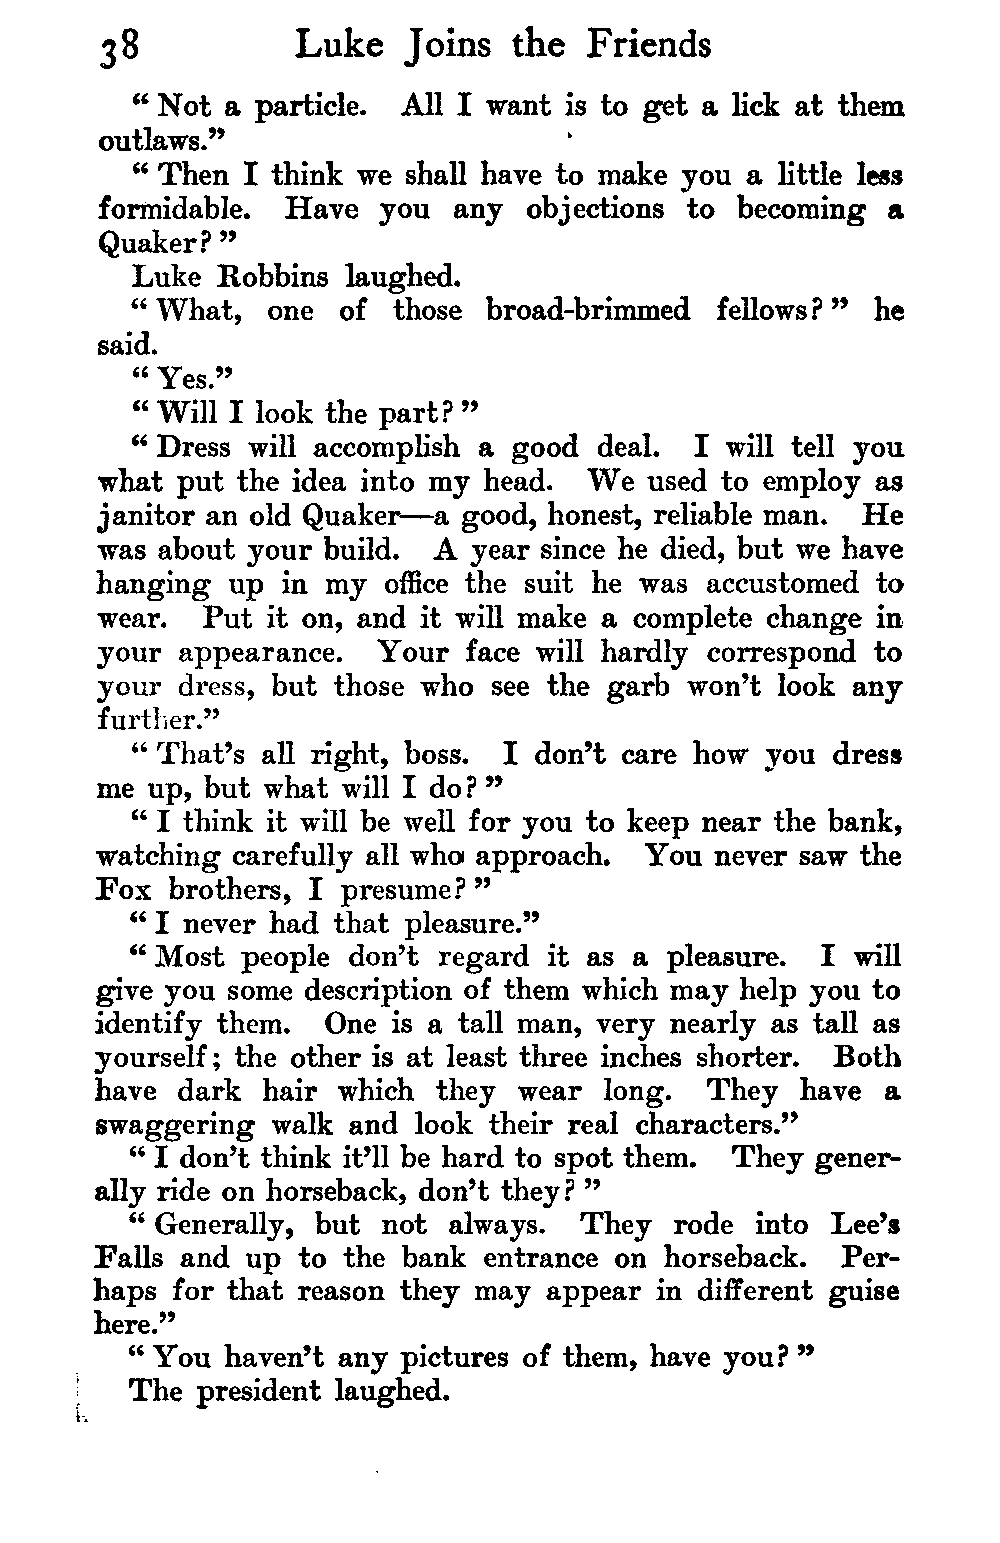 38 Luke Joins the Friends
“Not a particle. All I want is to get a lick at them
outlaws.”
“Then I think we shall have to make you a little less
formidable. Have you any objections to becoming a
Quaker?”
Luke Robbins laughed.
“What, one of those broad-brimmed fellows?” he
said.
“Yes.”
“Will I look the part?”
“Dress will accomplish a good deal. I will tell you
what put the idea into my head. We used to employ as
janitor an old Quaker—a good, honest, reliable man. He
was about your build. A year since he died, but we have
hanging up in my office the suit he was accustomed to
wear. Put it on, and it will make a complete change in
your appearance. Your face will hardly correspond to
your dress, but those who see the garb won’t look any
further.”
“That’s all right, boss. I don’t care how you dress
me up, but what will I do?”
“I think it will be well for you to keep near the bank,
watching carefully all who approach. You never saw the
Fox brothers, I presume?”
“I never had that pleasure.”
“Most people don’t regard it as a pleasure. I will
give you some description of them which may help you to
identify them. One is a tall man, very nearly as tall as
yourself; the other is at least three inches shorter. Both
have dark hair which they wear long. They have a
swaggering walk and look their real characters.”
“I don’t think it’ll be hard to spot them. They gener-
ally ride on horseback, don’t they?”
“Generally, but not always. They rode into Lee’s
Falls and up to the bank entrance on horseback. Per-
haps for that reason they may appear in different guise
here.”
“You haven’t any pictures of them, have you?”
The president laughed.